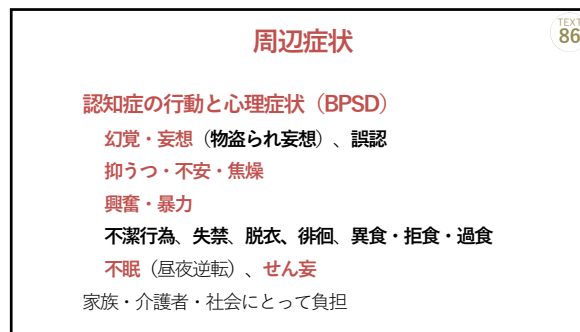 周辺症状
TEXT
86
認知症の行動と心理症状（BPSD）
幻覚・妄想（物盗られ妄想）、誤認
抑うつ・不安・焦燥
興奮・暴力
不潔行為、失禁、脱衣、徘徊、異食・拒食・過食
不眠（昼夜逆転）、せん妄
家族・介護者・社会にとって負担